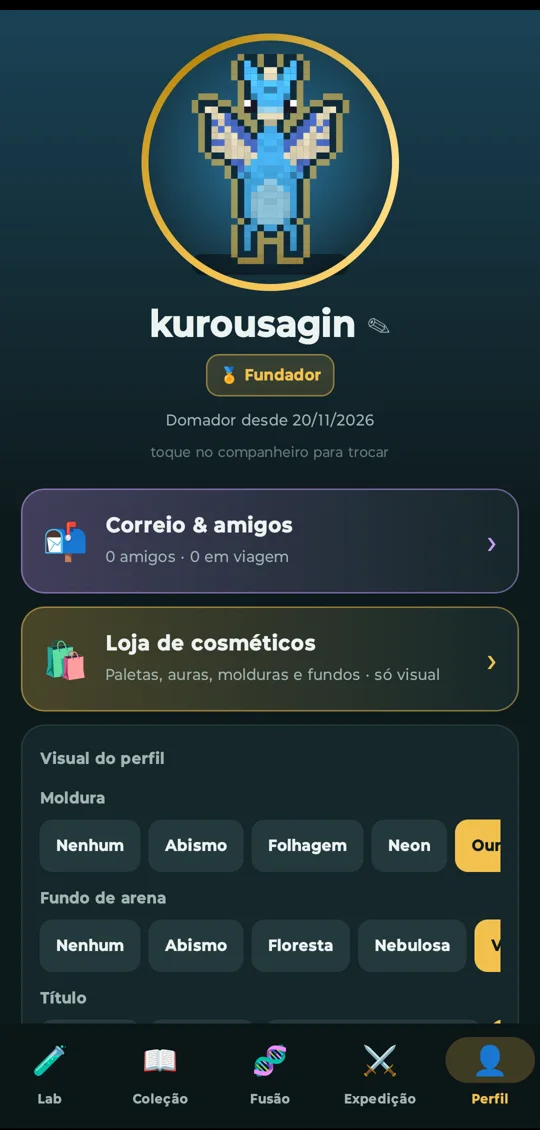 kurousagin
Fundador
Domador desde 20/11/2026
toque no companheiro para trocar
Correio & amigos
0 amigos · 0 em viagem
Loja de cosméticos
Paletas, auras, molduras e fundos · só visual
Visual do perfil
Moldura
Nenhum Abismo Folhagem Neon Our
Fundo de arena
Nenhum Abismo Floresta Nebulosa V
Título
Lab Coleção Fusão Expedição Perfil